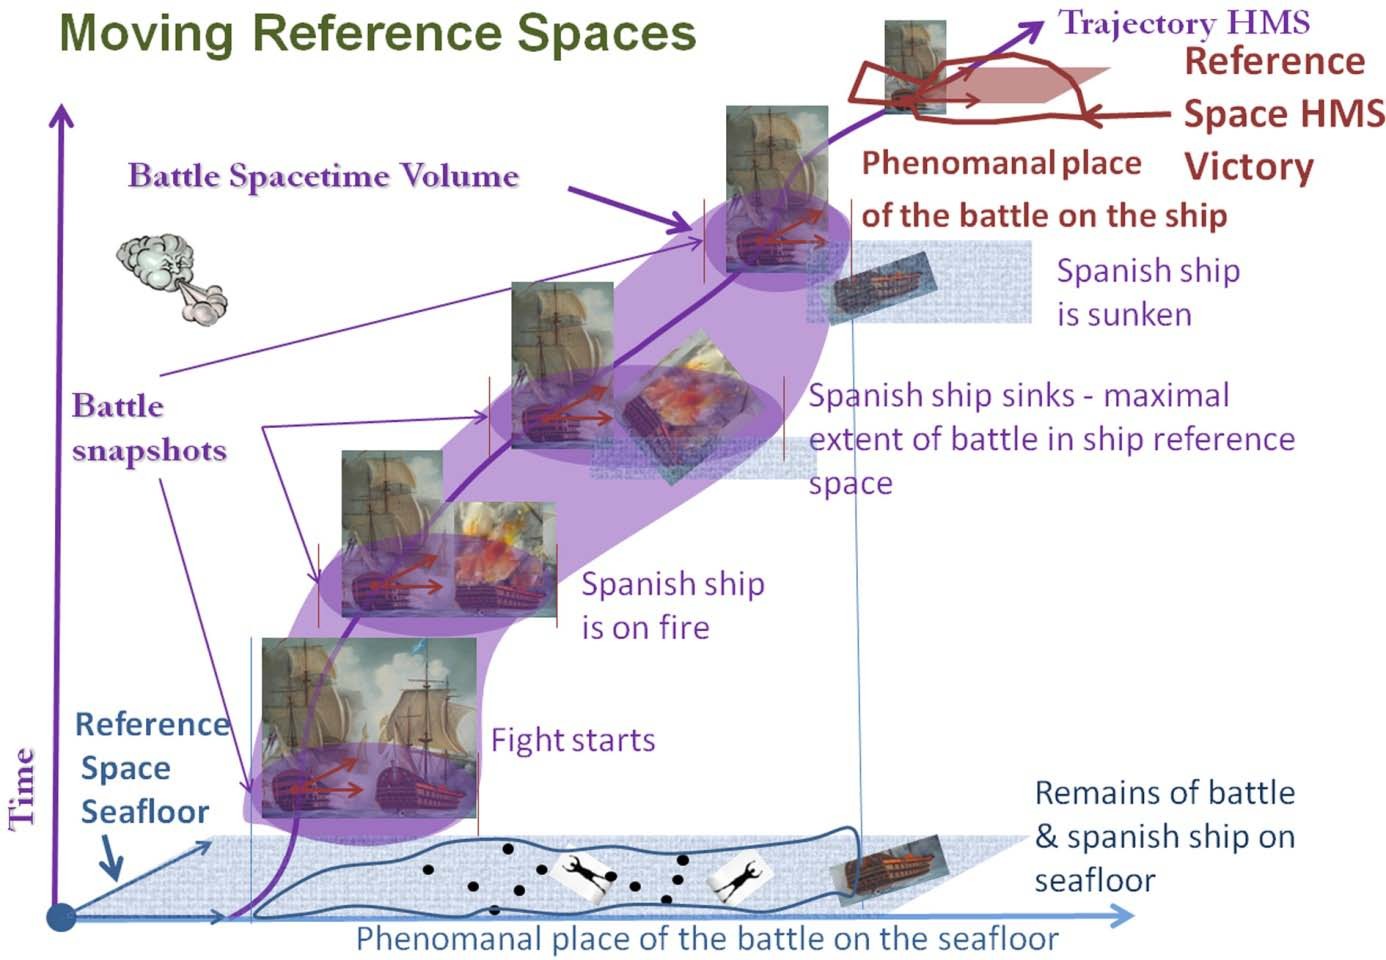 Moving Reference Spaces
Trajectory HMS
Reference
Space HMS
Victory
Phenomanal place
of the battle on the ship
Battle Spacetime Volume
Spanish ship
is sunken
Battle
snapshots
Spanish ship sinks - maximal
extent of battle in ship reference
space
Spanish ship
is on fire
Fight starts
Reference
Space
Seafloor
Time
Remains of battle
& spanish ship on
seafloor
Phenomanal place of the battle on the seafloor